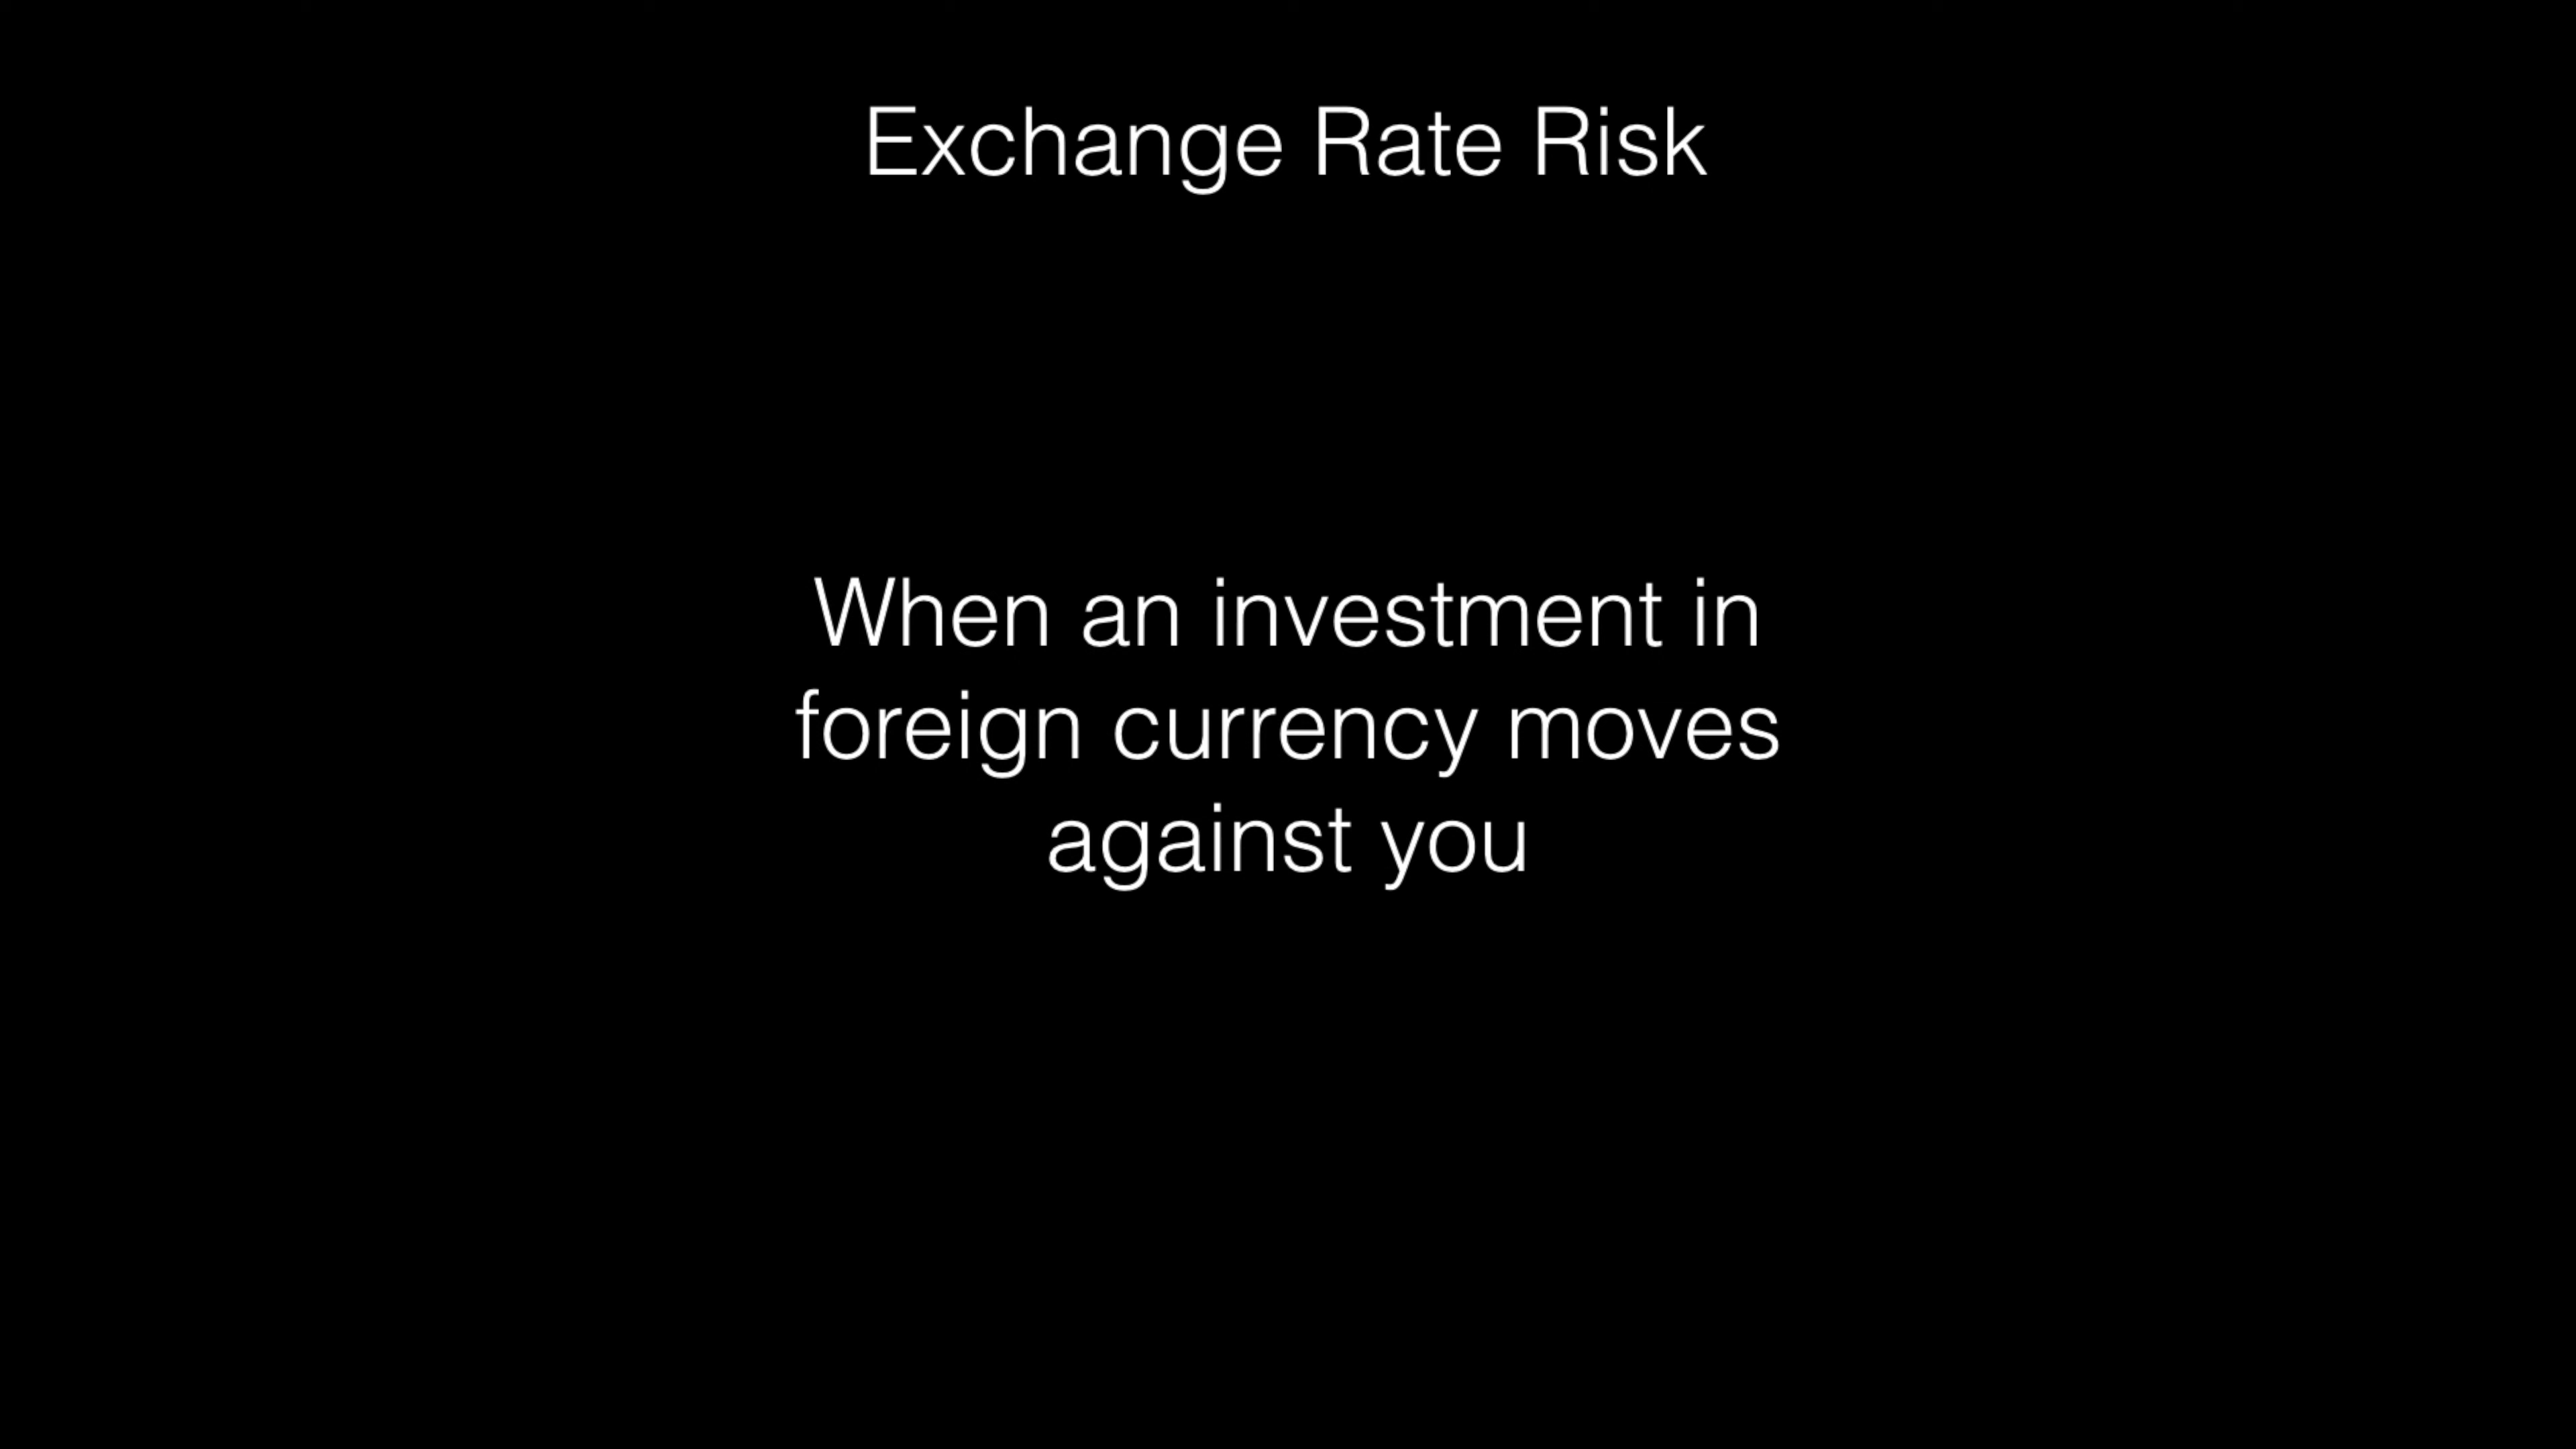 Exchange Rate Risk
When an investment in
foreign currency moves
against you